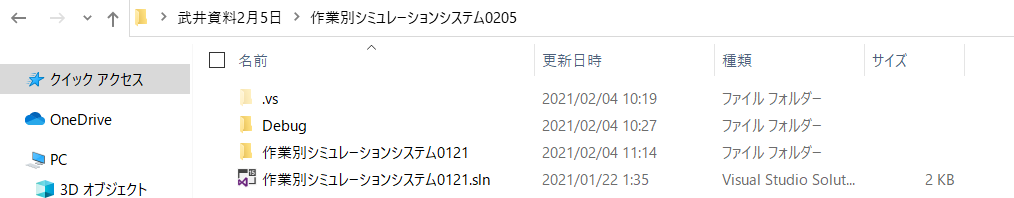 武井資料2月5日 > 作業別シミュレーションシステム0205
名前 更新日時 種類 サイズ
クイック アクセス
.vs 2021/02/04 10:19 ファイル フォルダー
OneDrive
Debug 2021/02/04 10:27 ファイル フォルダー
PC
作業別シミュレーションシステム0121 2021/02/04 11:14 ファイル フォルダー
3D オブジェクト
作業別シミュレーションシステム0121.sln 2021/01/22 1:35 Visual Studio Solut... 2 KB